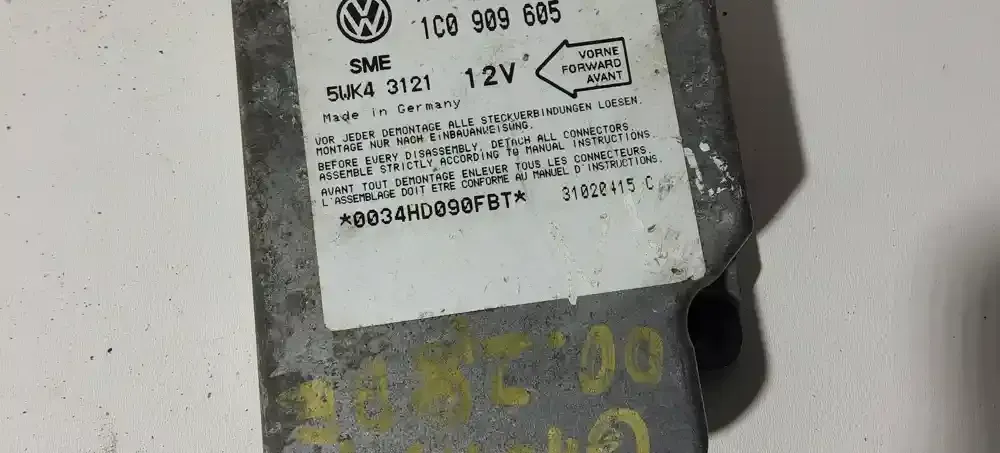 1C0 909 605
SME
5WK4 3121 12V
VORNE
FORWARD
AVANT
Made in Germany
VOR JEDER DEMONTAGE ALLE STECKVERBINDUNGEN LOESEN.
MONTAGE NUR NACH EINBAUANWEISUNG.
BEFORE EVERY DISASSEMBLY, DETACH ALL CONNECTORS.
ASSEMBLE STRICTLY ACCORDING TO MANUAL INSTRUCTIONS.
AVANT TOUT DEMONTAGE ENLEVER TOUS LES CONNECTEURS.
L'ASSEMBLAGE DOIT ETRE CONFORME AU MANUEL D'INSTRUCTIONS.
*0034HD090FBT* 31020415 C